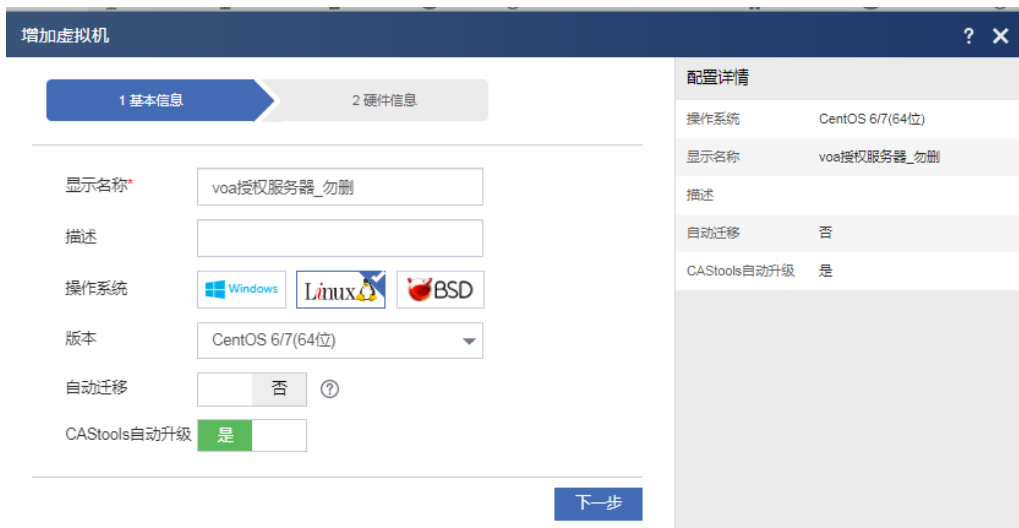 增加虚拟机
? ×
1 基本信息
2 硬件信息
显示名称*
voa授权服务器_勿删
描述
操作系统
Windows
Linux
BSD
版本
CentOS 6/7(64位)
自动迁移
否
?
CAStools自动升级
是
下一步
配置详情
操作系统 CentOS 6/7(64位)
显示名称 voa授权服务器_勿删
描述
自动迁移 否
CAStools自动升级 是